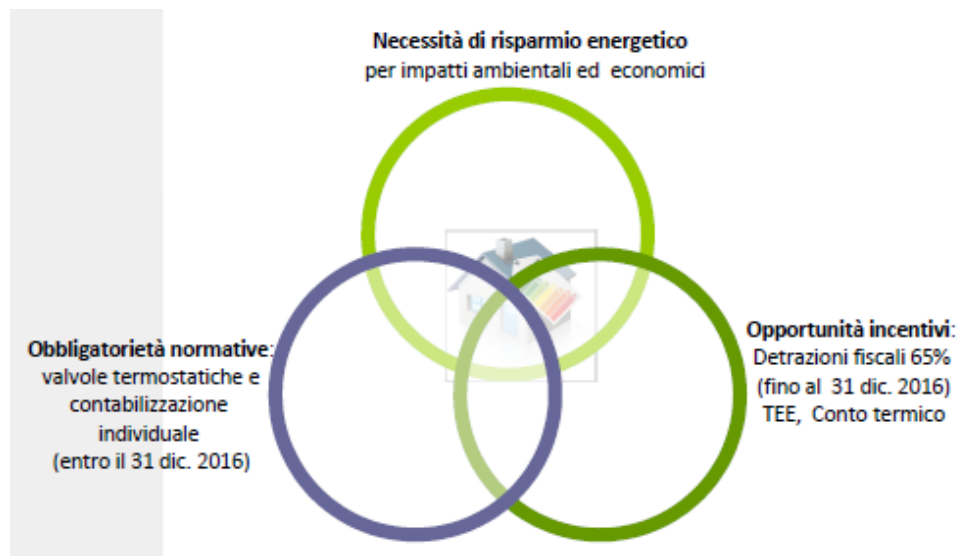 Necessità di risparmio energetico
per impatti ambientali ed economici
Obbligatorietà normative:
valvole termostatiche e
contabilizzazione
individuale
(entro il 31 dic. 2016)
Opportunità incentivi:
Detrazioni fiscali 65%
(fino al 31 dic. 2016)
TEE, Conto termico